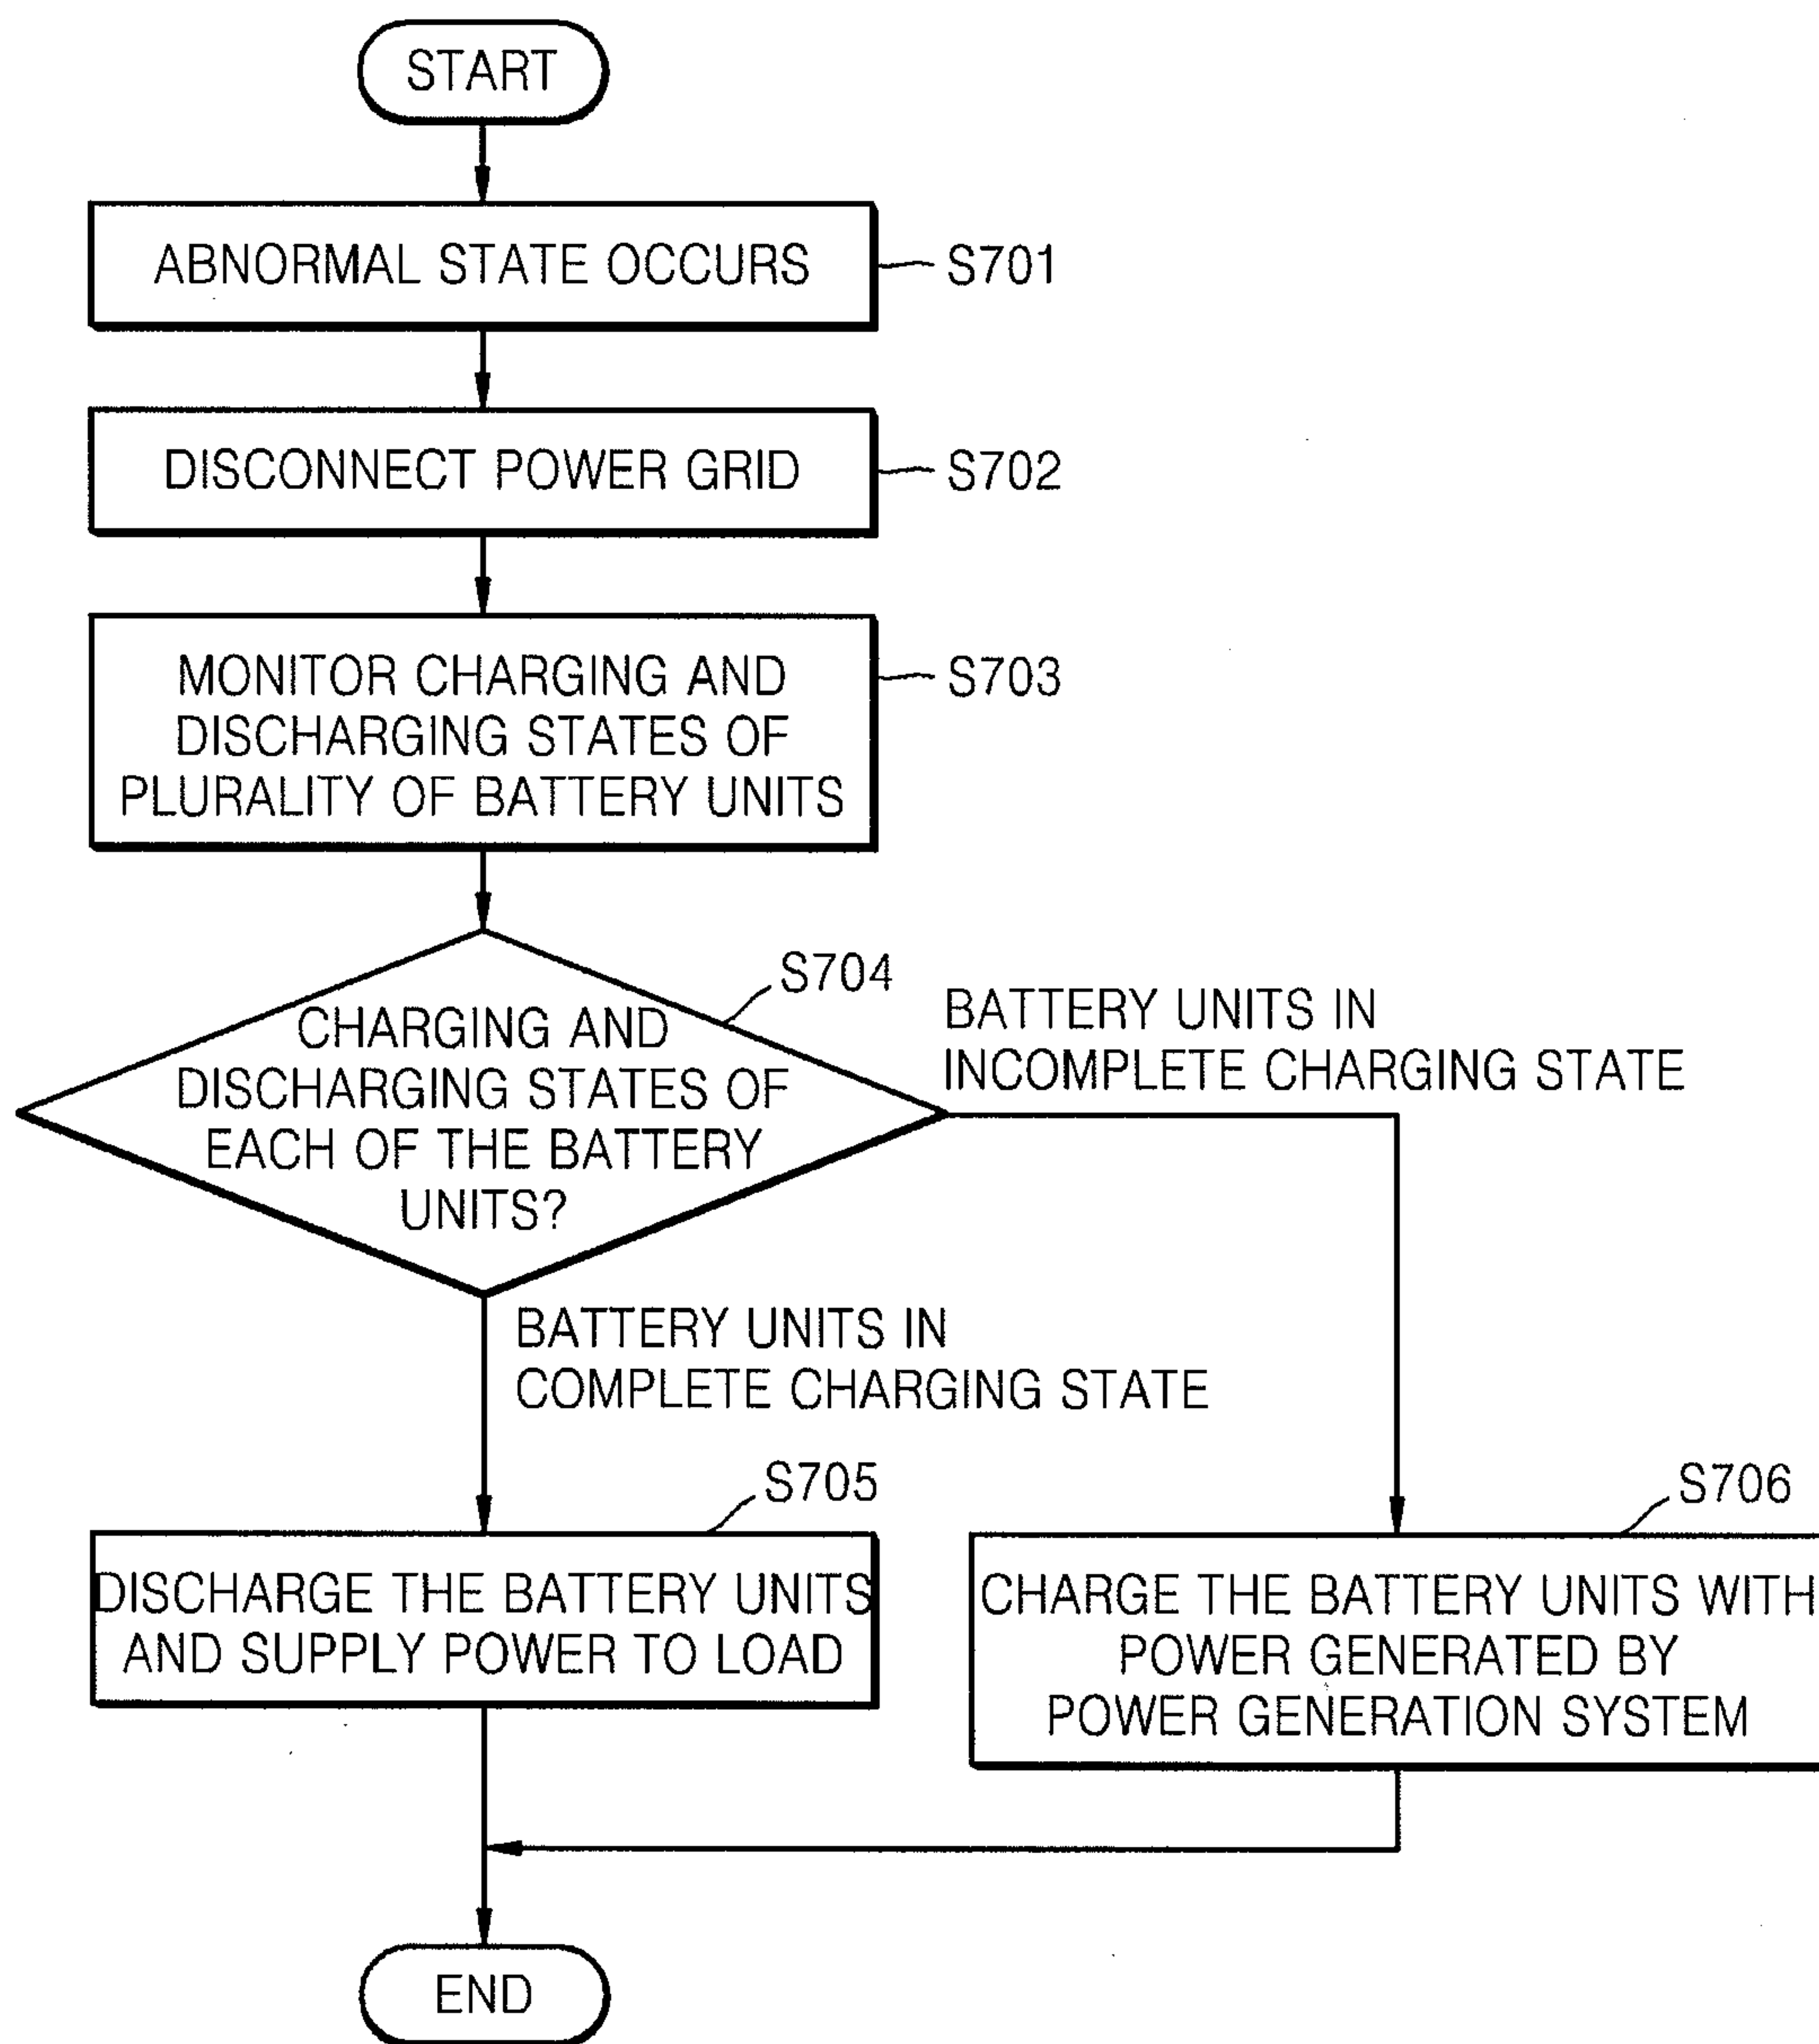 START
ABNORMAL STATE OCCURS
S701
DISCONNECT POWER GRID
S702
MONITOR CHARGING AND
DISCHARGING STATES OF
PLURALITY OF BATTERY UNITS
S703
CHARGING AND
DISCHARGING STATES OF
EACH OF THE BATTERY
UNITS?
S704
BATTERY UNITS IN
INCOMPLETE CHARGING STATE
BATTERY UNITS IN
COMPLETE CHARGING STATE
S705
DISCHARGE THE BATTERY UNITS
AND SUPPLY POWER TO LOAD
S706
CHARGE THE BATTERY UNITS WITH
POWER GENERATED BY
POWER GENERATION SYSTEM
END